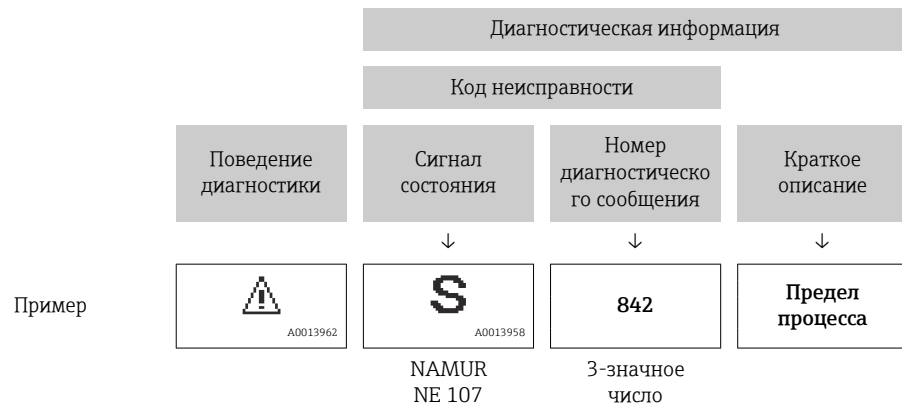 Диагностическая информация
Код неисправности
Поведение
диагностики
Сигнал
состояния
Номер
диагностическо
го сообщения
Краткое
описание
↓ ↓ ↓
Пример
A0013962
S
A0013958
842
Предел
процесса
NAMUR
NE 107
3-значное
число